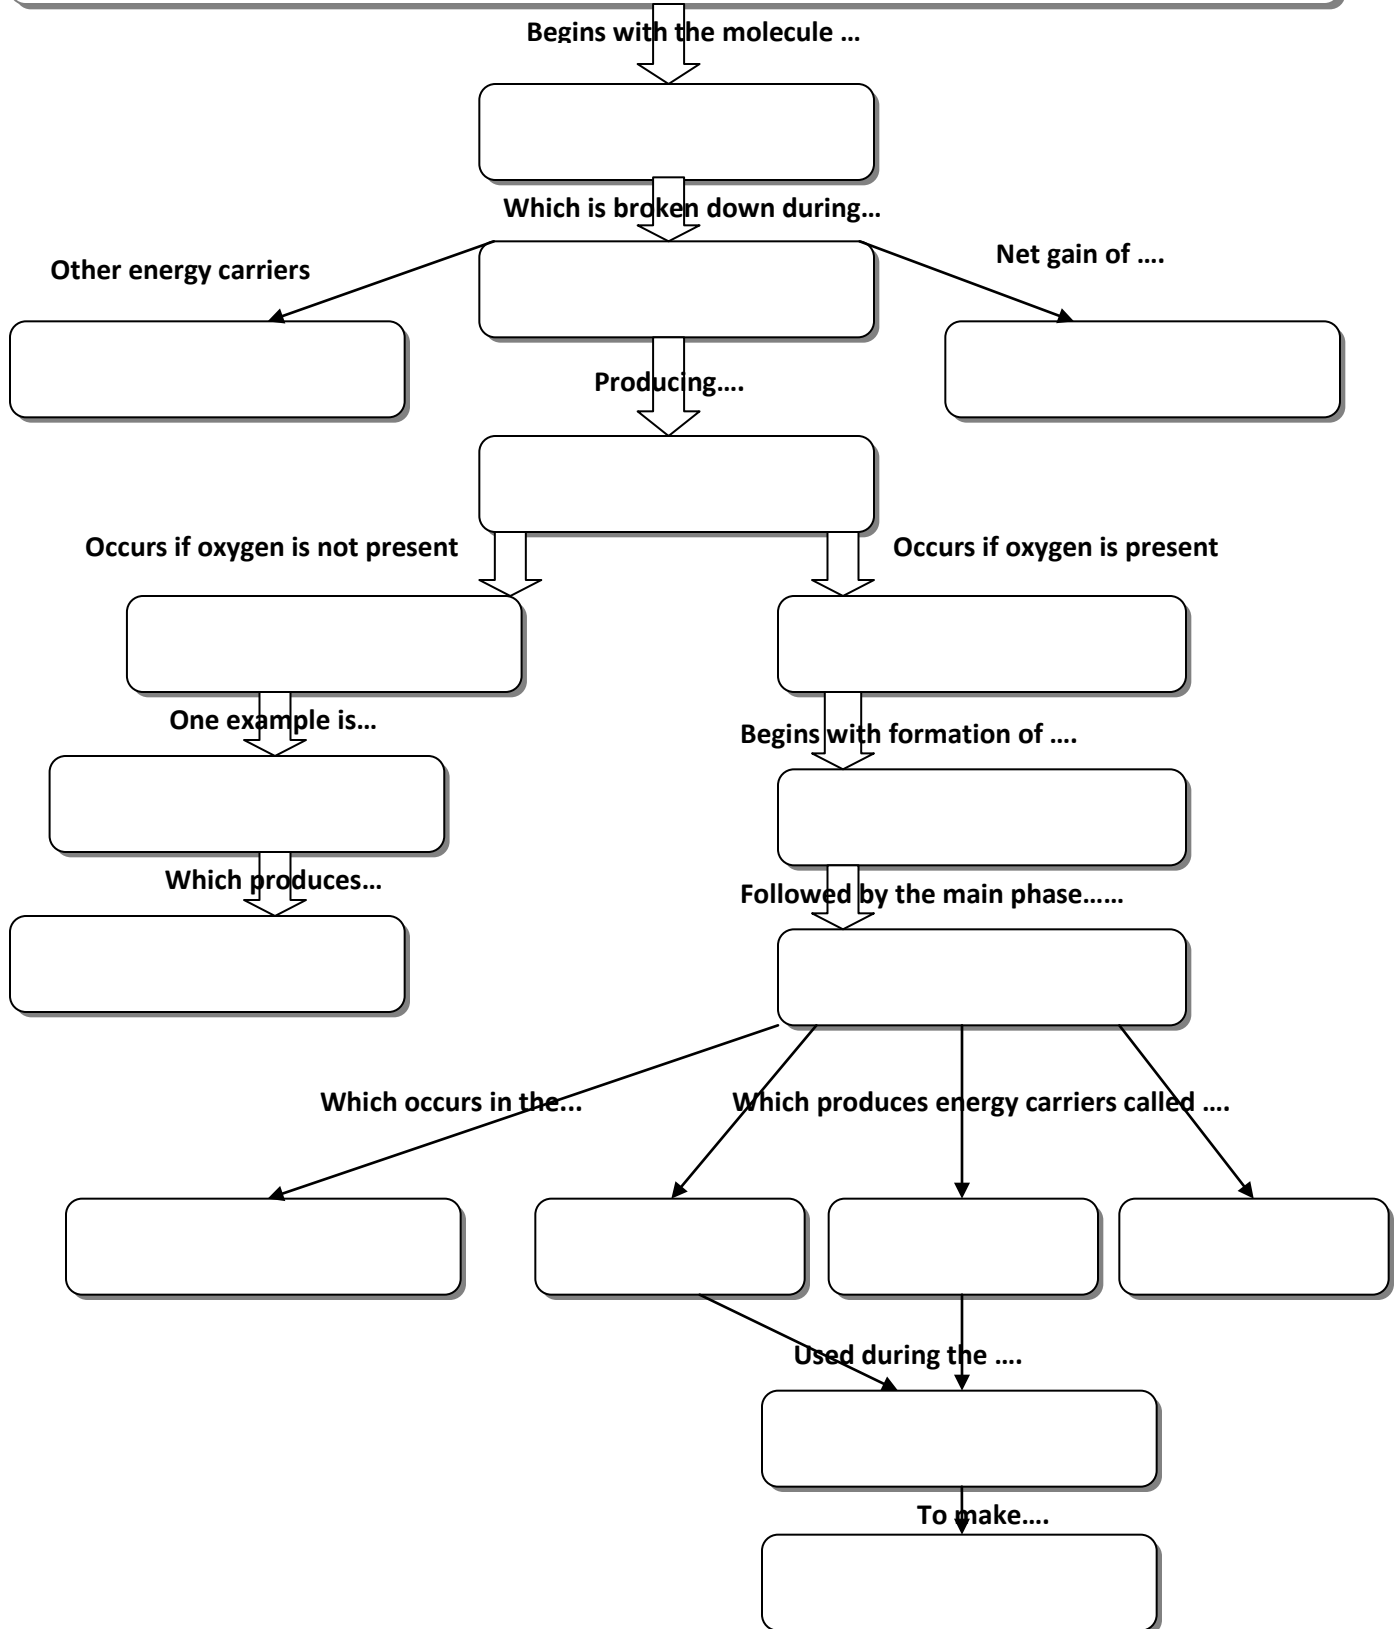 Begins with the molecule …
Which is broken down during…
Net gain of ….
Other energy carriers
Producing….
Occurs if oxygen is not present
Occurs if oxygen is present
One example is…
Begins with formation of ….
Which produces…
Followed by the main phase……
Which occurs in the...
Which produces energy carriers called ….
Used during the ….
To make….